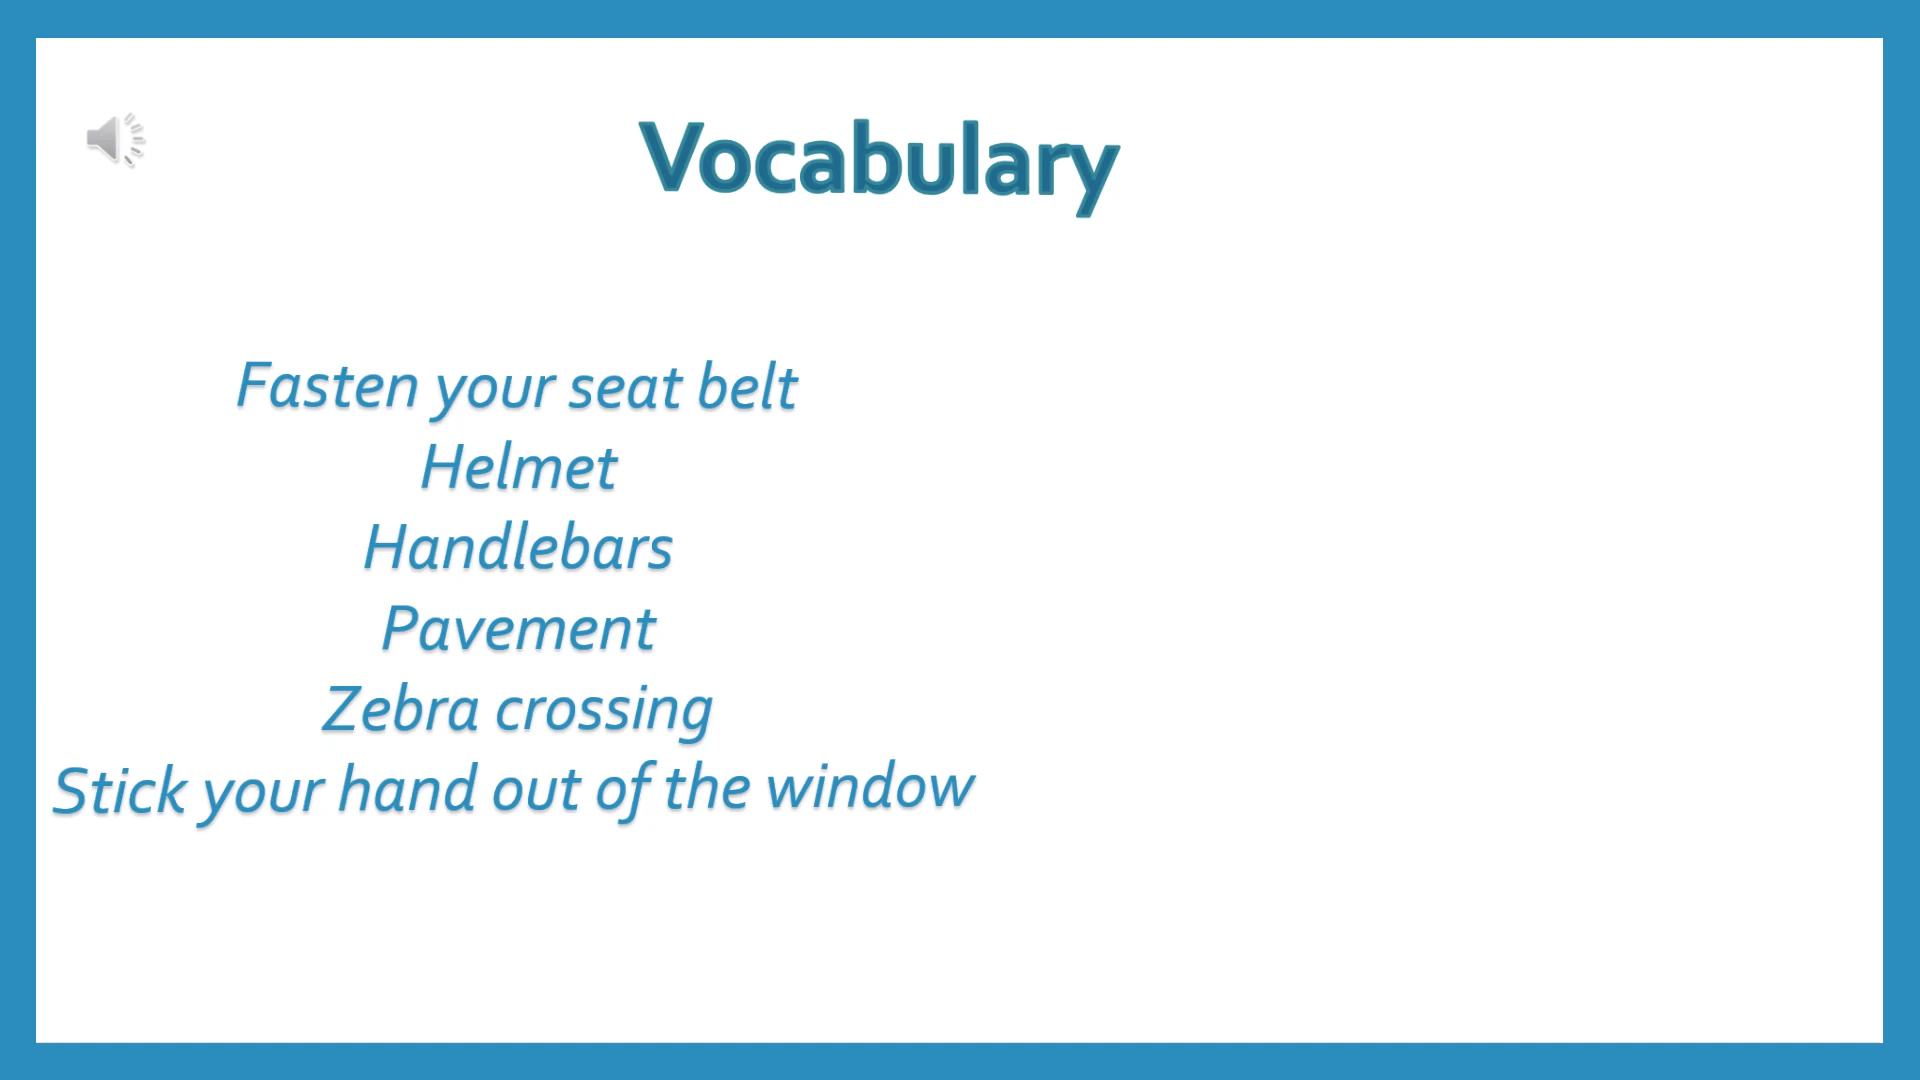 Vocabulary
Fasten your seat belt
Helmet
Handlebars
Pavement
Zebra crossing
Stick your hand out of the window